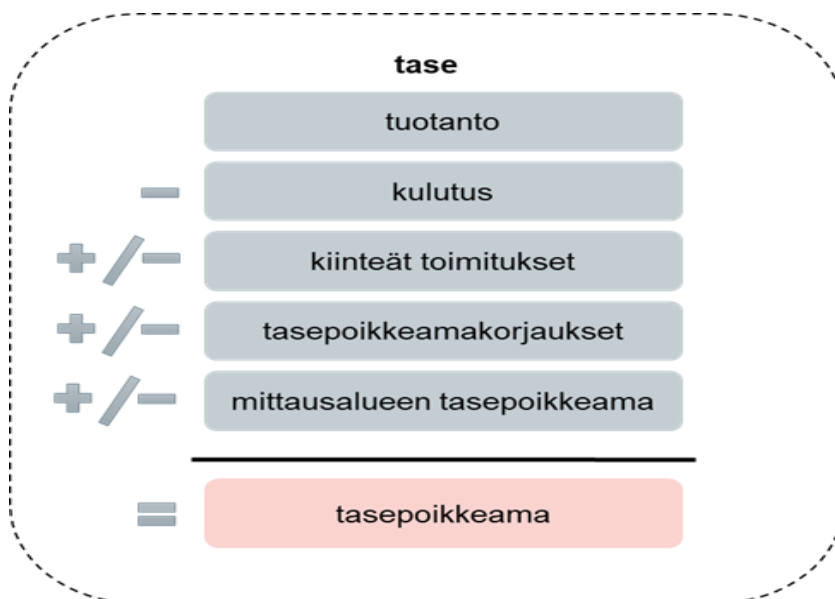 tase
tuotanto
− kulutus
+/− kiinteät toimitukset
+/− tasepoikkeamakorjaukset
+/− mittausalueen tasepoikkeama
= tasepoikkeama